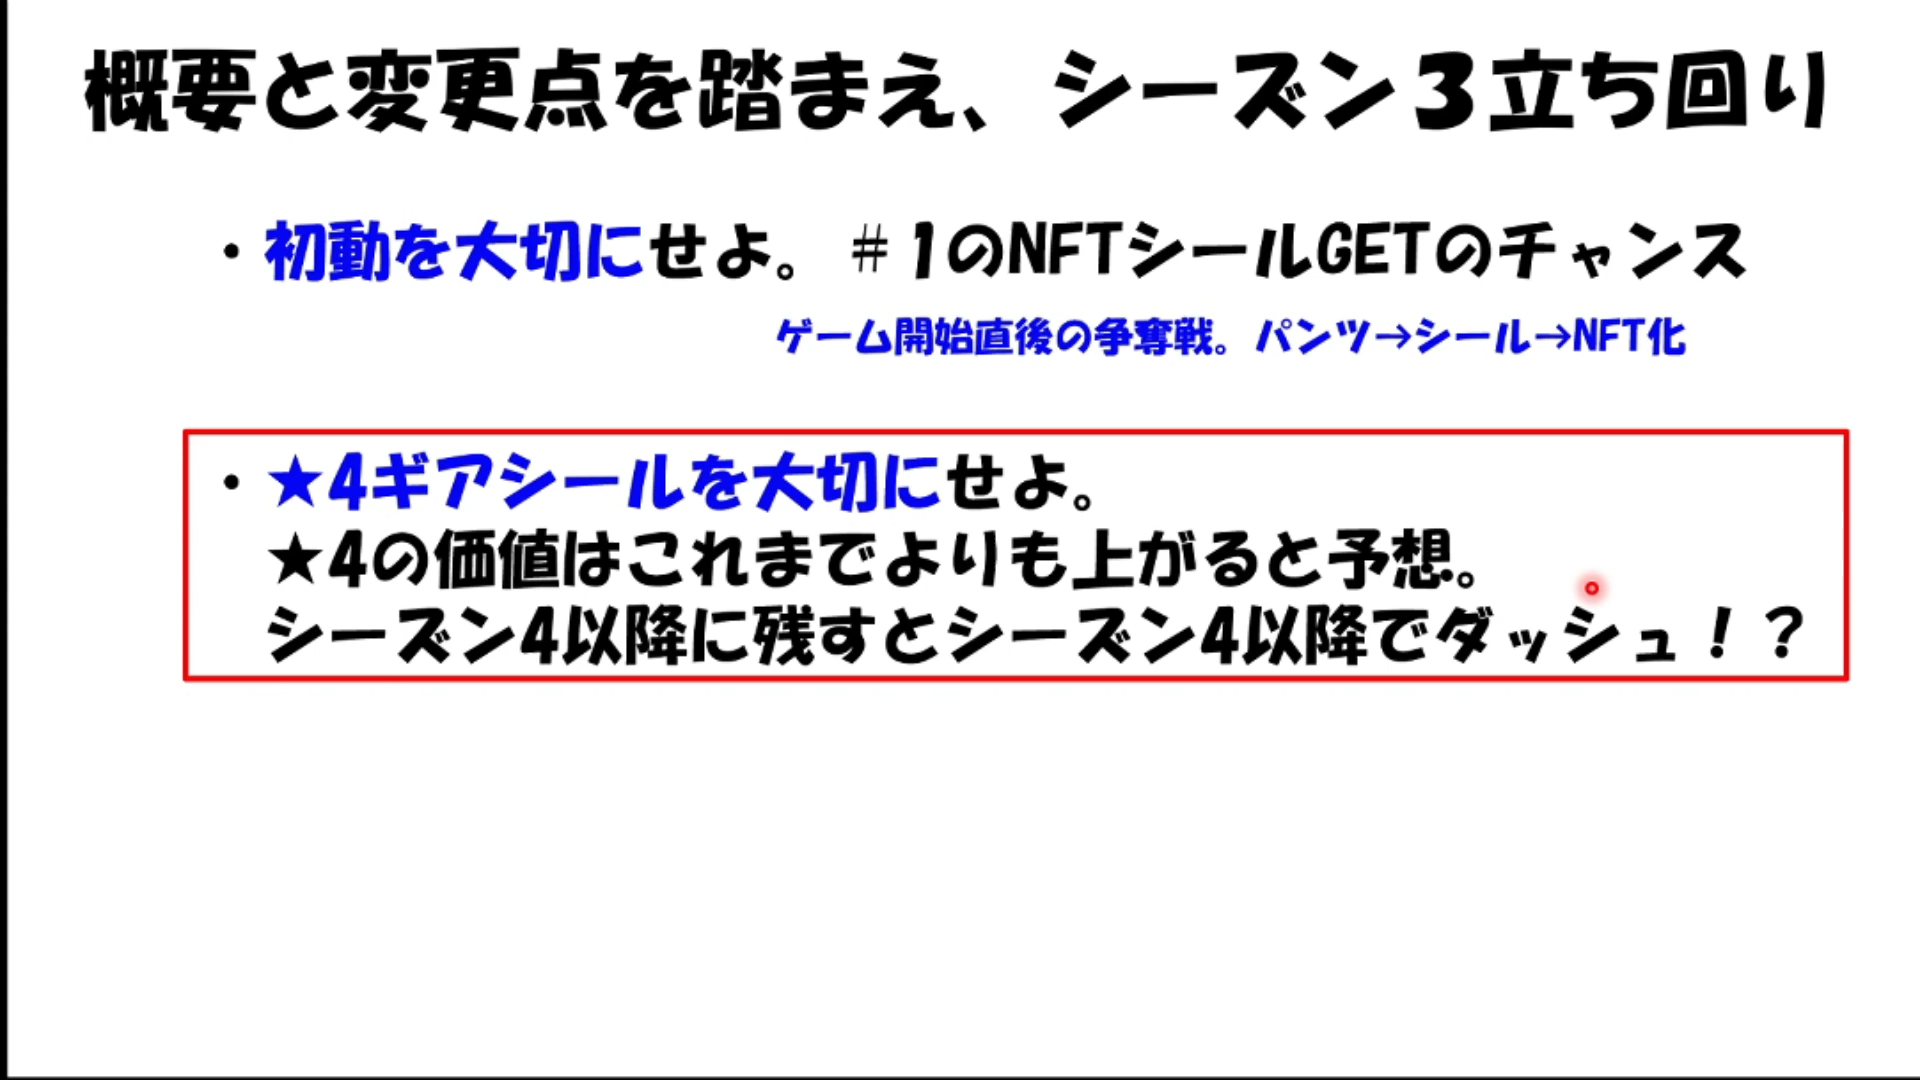 概要と変更点を踏まえ、シーズン３立ち回り
・初動を大切にせよ。＃1のNFTシールGETのチャンス
ゲーム開始直後の争奪戦。パンツ→シール→NFT化
・★4ギアシールを大切にせよ。
★4の価値はこれまでよりも上がると予想。
シーズン4以降に残すとシーズン4以降でダッシュ！？